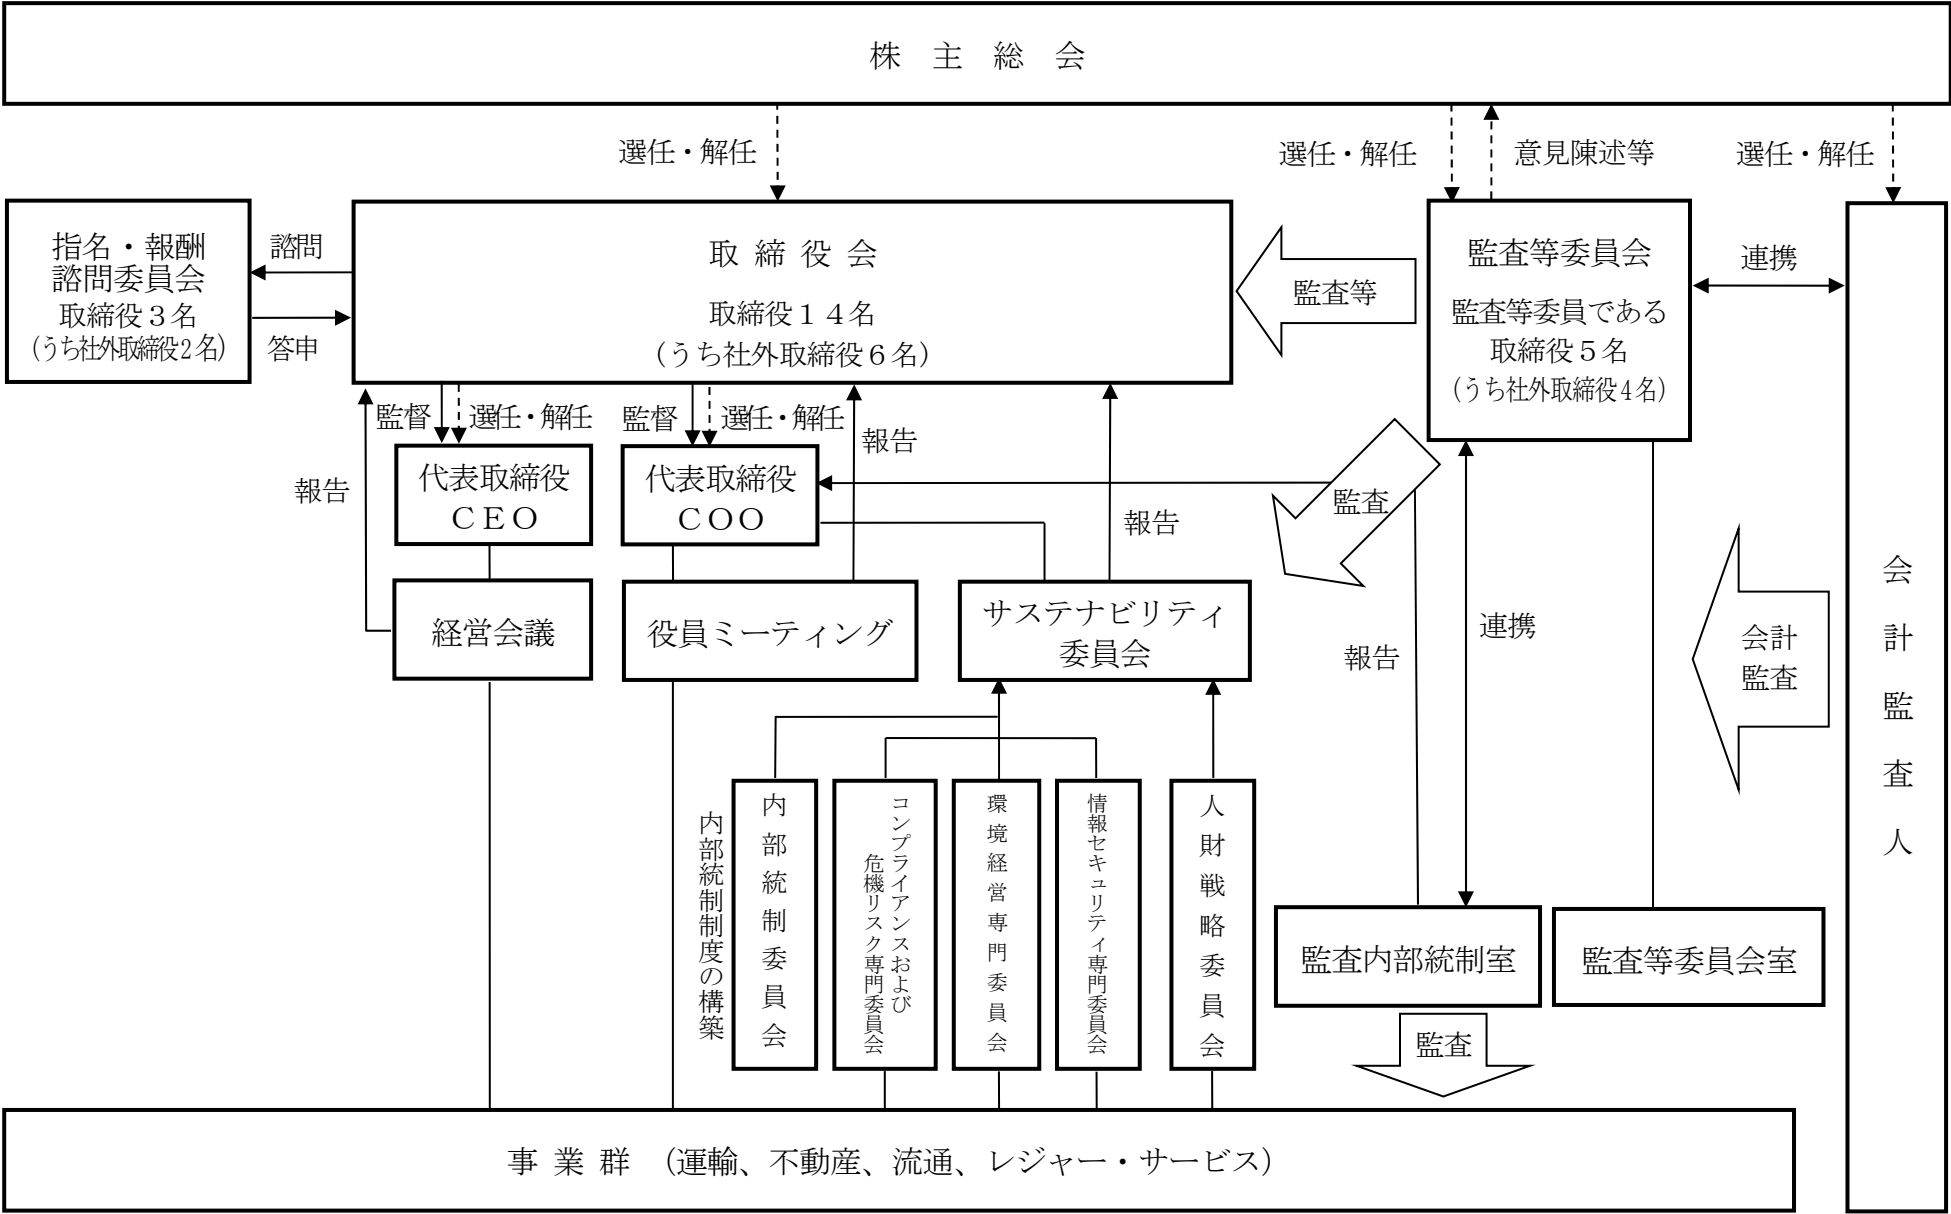 株　主　総　会
選任・解任
選任・解任
意見陳述等
選任・解任
指名・報酬
諮問委員会
取締役３名
（うち社外取締役２名）
諮問
答申
取 締 役 会
取締役１４名
（うち社外取締役６名）
監査等
監査等委員会
監査等委員である
取締役５名
（うち社外取締役４名）
連携
監督
選任・解任
監督
選任・解任
報告
報告
代表取締役
ＣＥＯ
代表取締役
ＣＯＯ
監査
報告
経営会議
役員ミーティング
サステナビリティ
委員会
報告
連携
会計
監査
会計監査人
内部統制制度の構築
内部統制委員会
コンプライアンスおよび
危機リスク専門委員会
環境経営専門委員会
情報セキュリティ専門委員会
人財戦略委員会
監査内部統制室
監査等委員会室
監査
事 業 群 （運輸、不動産、流通、レジャー・サービス）